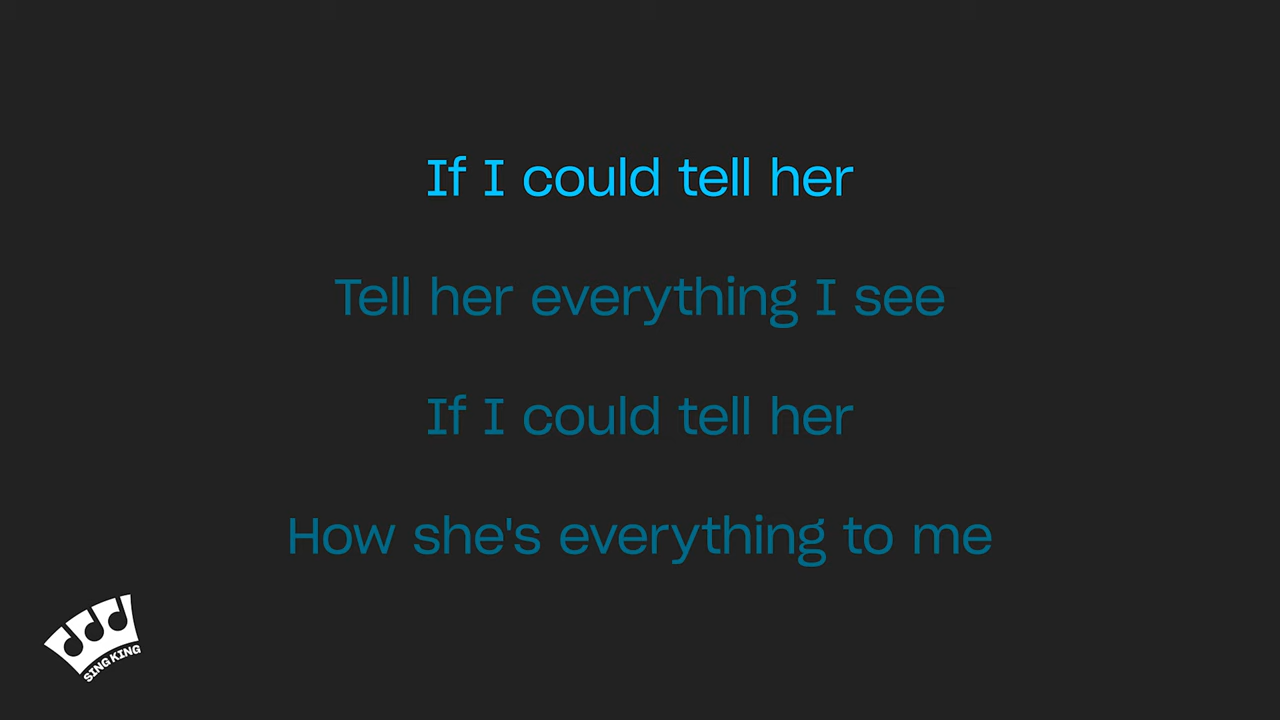 If I could tell her
Tell her everything I see
If I could tell her
How she's everything to me
SING KING